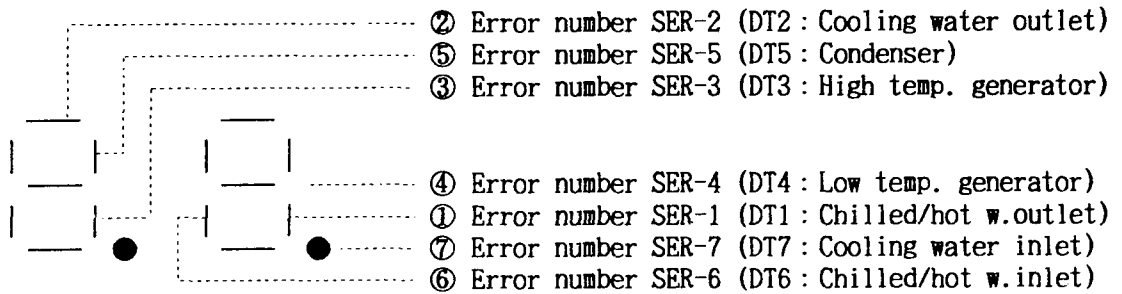 ② Error number SER-2 (DT2 : Cooling water outlet)
⑤ Error number SER-5 (DT5 : Condenser)
③ Error number SER-3 (DT3 : High temp. generator)
④ Error number SER-4 (DT4 : Low temp. generator)
① Error number SER-1 (DT1 : Chilled/hot w.outlet)
⑦ Error number SER-7 (DT7 : Cooling water inlet)
⑥ Error number SER-6 (DT6 : Chilled/hot w.inlet)